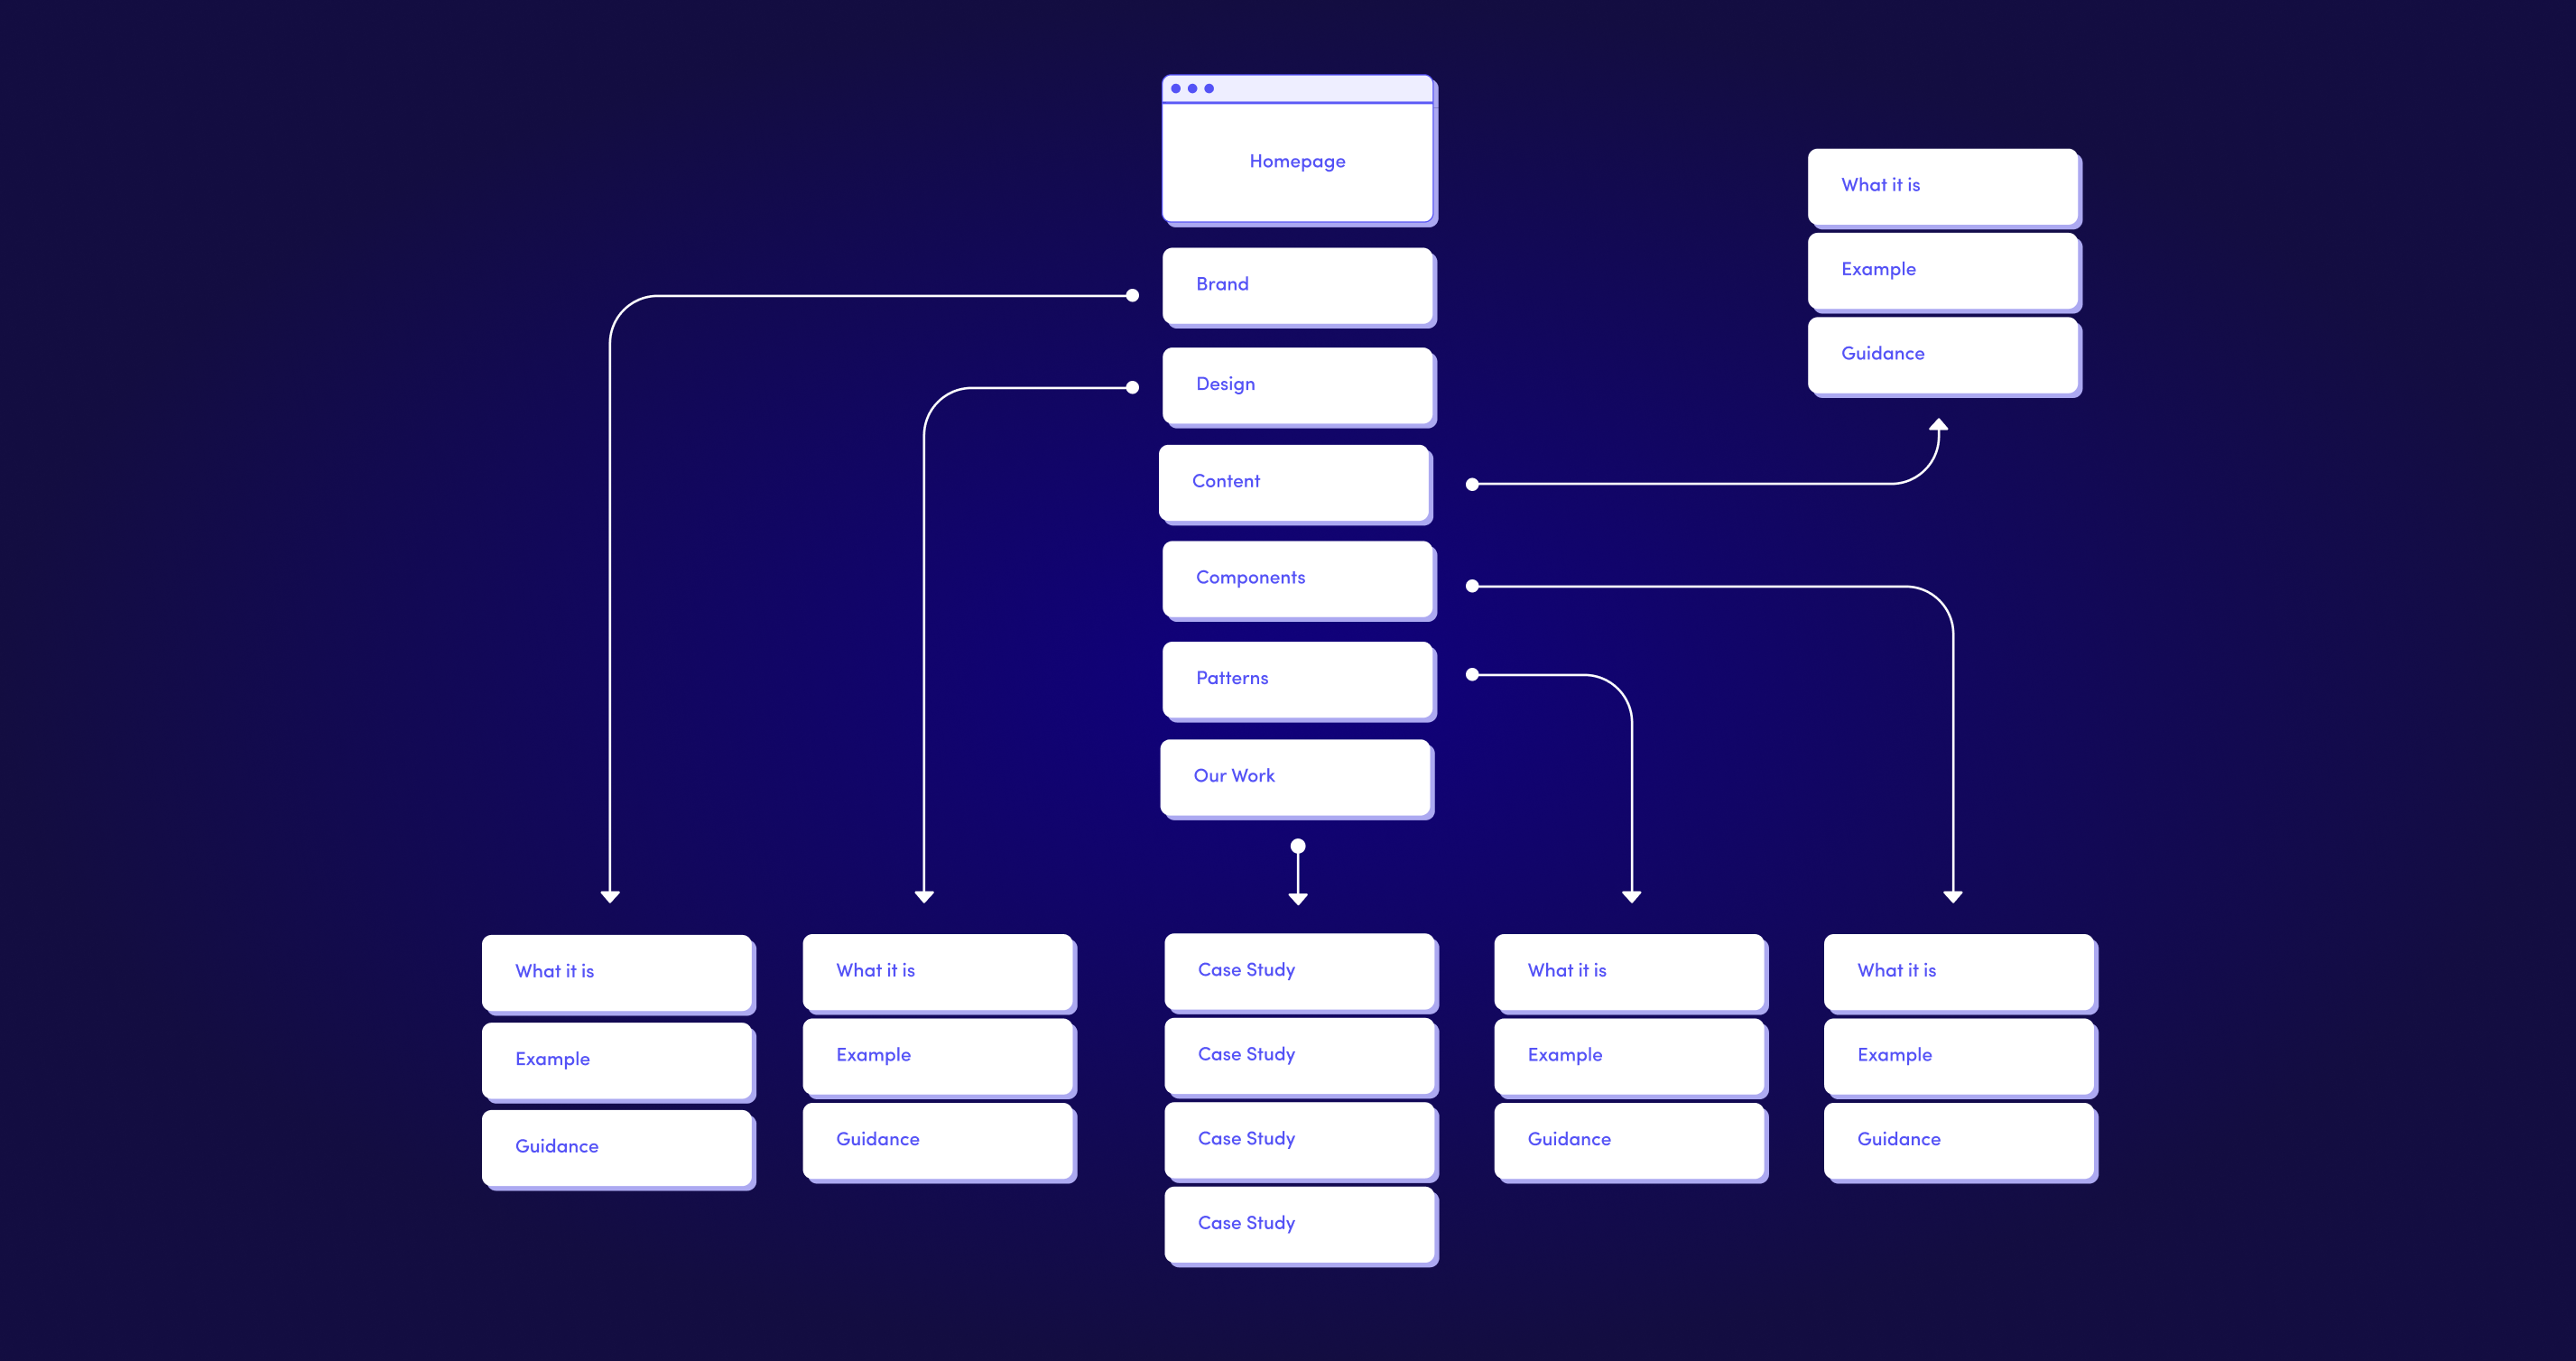 Homepage
Brand
Design
Content
Components
Patterns
Our Work
What it is
Example
Guidance
What it is
Example
Guidance
What it is
Example
Guidance
Case Study
Case Study
Case Study
Case Study
What it is
Example
Guidance
What it is
Example
Guidance